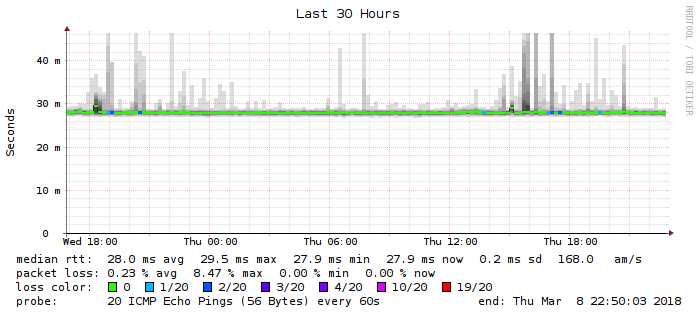 Last 30 Hours
RRDTOOL / TOBI OETIKER
Seconds
40 m
30 m
20 m
10 m
0
Wed 18:00 Thu 00:00 Thu 06:00 Thu 12:00 Thu 18:00
median rtt: 28.0 ms avg 29.5 ms max 27.9 ms min 27.9 ms now 0.2 ms sd 168.0 am/s
packet loss: 0.23 % avg 8.47 % max 0.00 % min 0.00 % now
loss color: 0 1/20 2/20 3/20 4/20 10/20 19/20
probe: 20 ICMP Echo Pings (56 Bytes) every 60s end: Thu Mar 8 22:50:03 2018